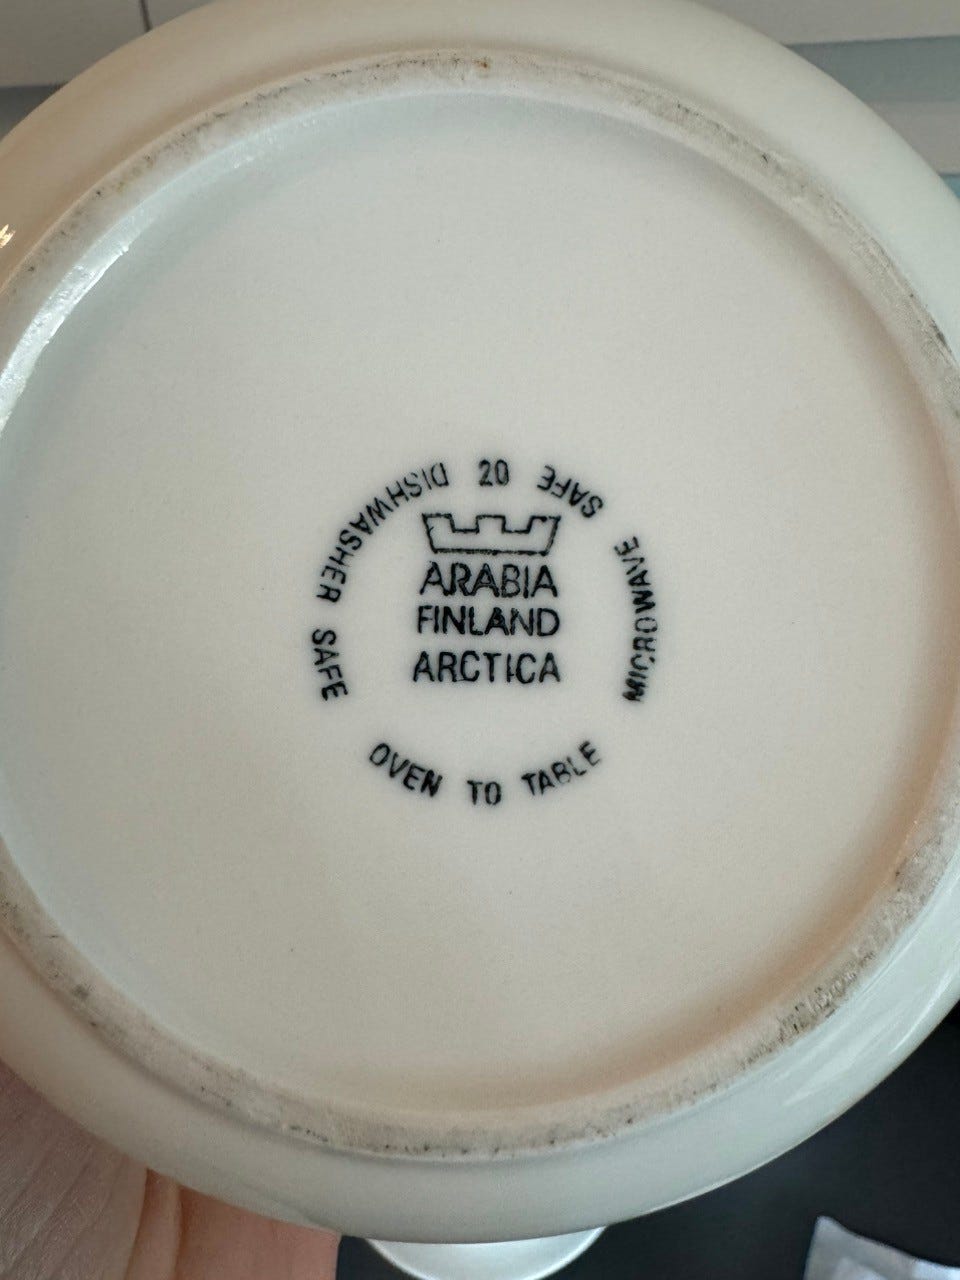 20
ARABIA
FINLAND
ARCTICA
DISHWASHER SAFE
OVEN TO TABLE
MICROWAVE SAFE